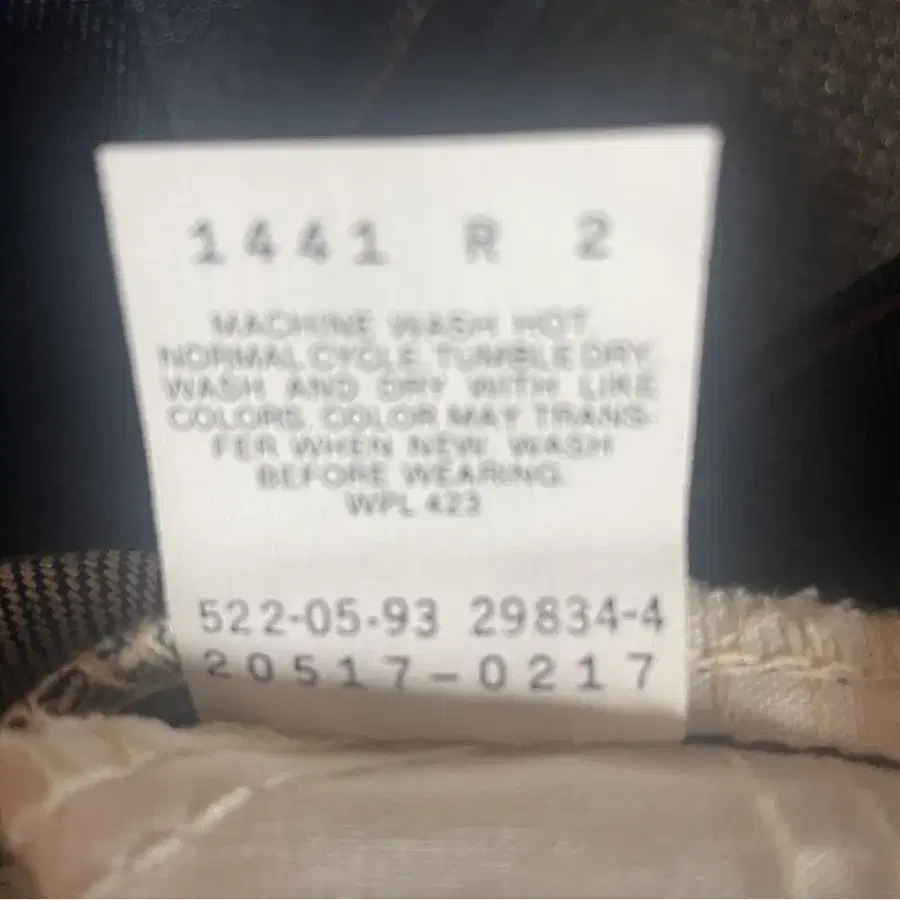 1441 R 2
MACHINE WASH HOT.
NORMAL CYCLE. TUMBLE DRY.
WASH AND DRY WITH LIKE
COLORS. COLOR MAY TRANS-
FER WHEN NEW. WASH
BEFORE WEARING.
WPL 423
522-05-93 29834-4
20517-0217